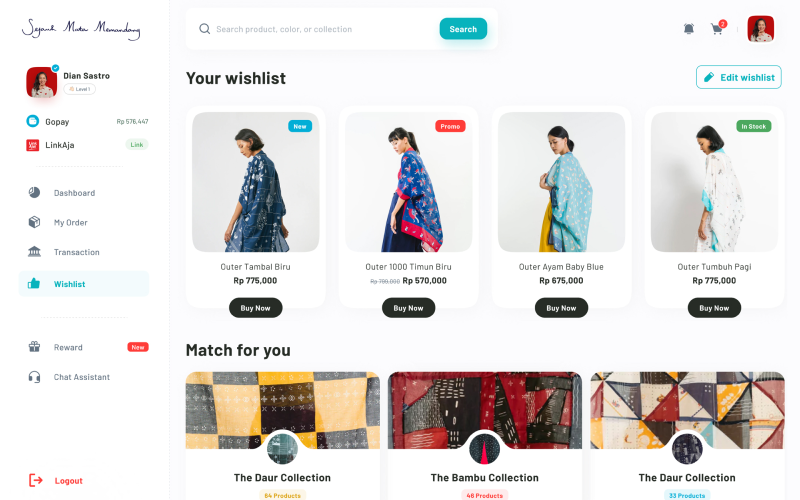 Sejauh Mata Memandang
Search product, color, or collection
Search
2
Dian Sastro
Level 1
Gopay
Rp 576,447
LinkAja
Link
Dashboard
My Order
Transaction
Wishlist
Reward
New
Chat Assistant
Logout
Your wishlist
Edit wishlist
New
Outer Tambal Biru
Rp 775,000
Buy Now
Promo
Outer 1000 Timun Biru
Rp 799,000 Rp 570,000
Buy Now
Outer Ayam Baby Blue
Rp 675,000
Buy Now
In Stock
Outer Tumbuh Pagi
Rp 775,000
Buy Now
Match for you
The Daur Collection
64 Products
The Bambu Collection
46 Products
The Daur Collection
33 Products